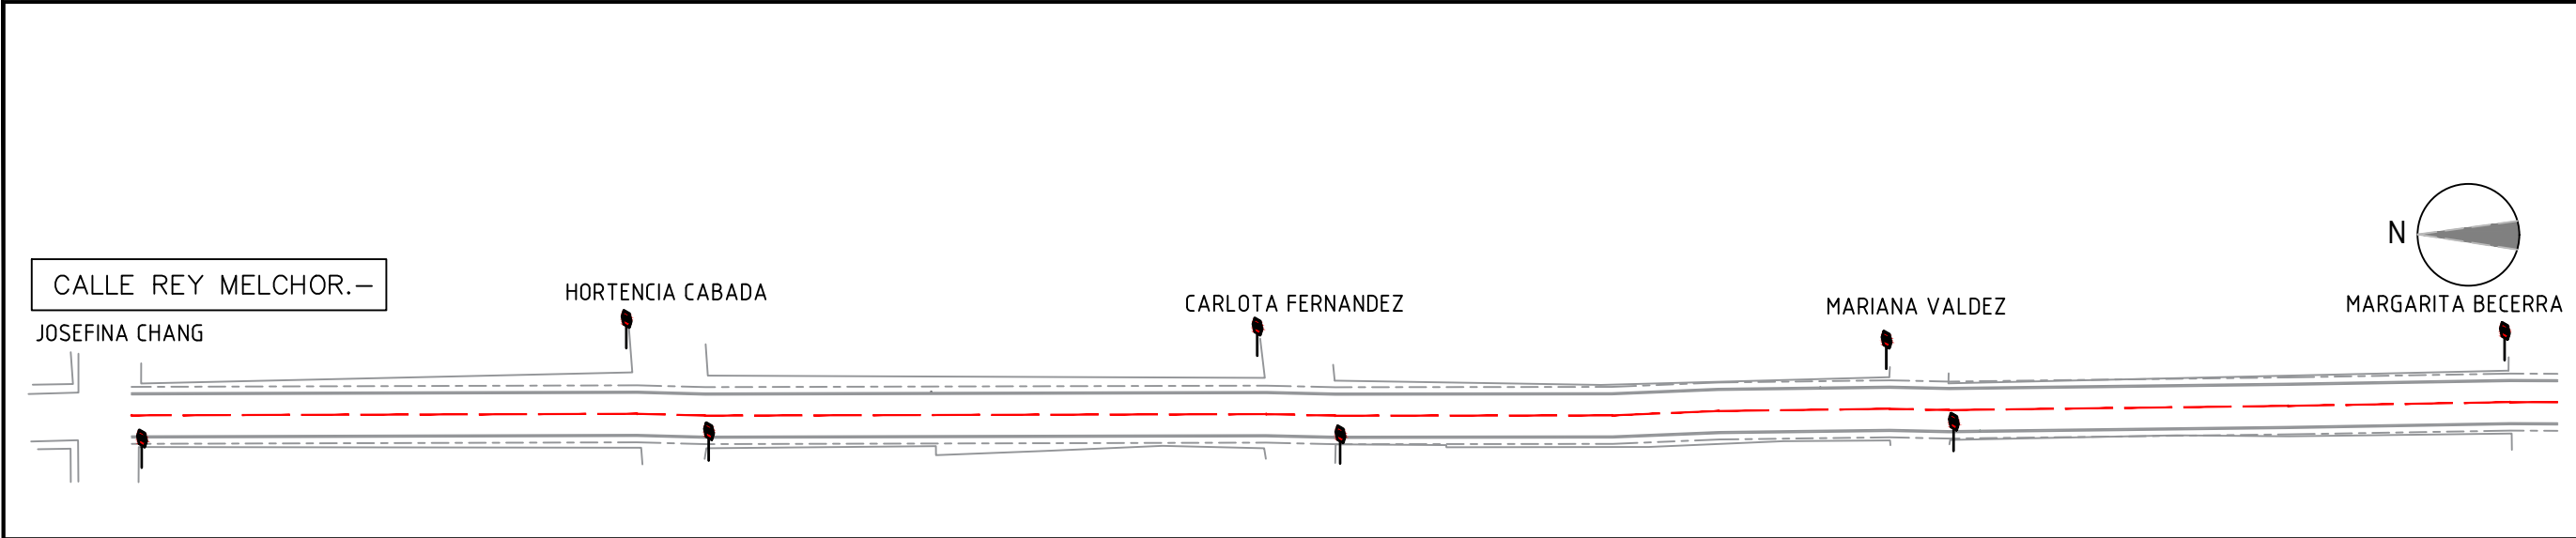 CALLE REY MELCHOR.-
JOSEFINA CHANG
HORTENCIA CABADA
CARLOTA FERNANDEZ
MARIANA VALDEZ
N
MARGARITA BECERRA